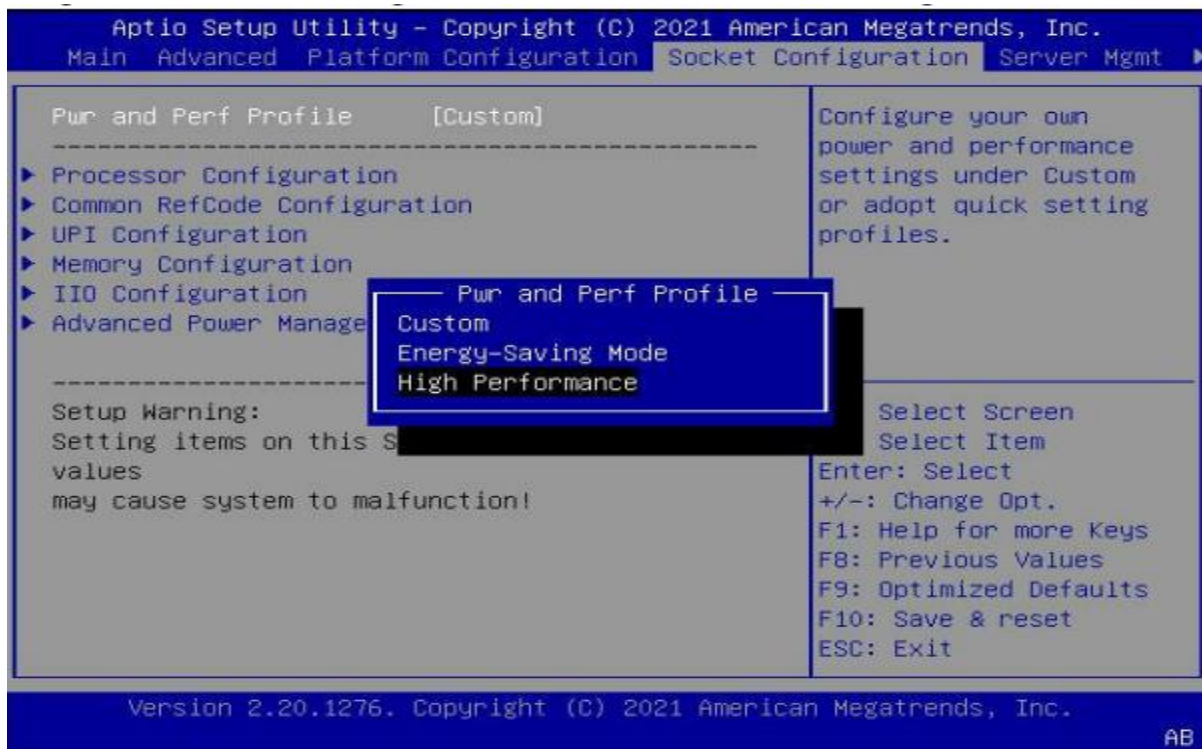 Aptio Setup Utility – Copyright (C) 2021 American Megatrends, Inc.
Main Advanced Platform Configuration Socket Configuration Server Mgmt
Pwr and Perf Profile [Custom]
Processor Configuration
Common RefCode Configuration
UPI Configuration
Memory Configuration
IIO Configuration
Advanced Power Manage
Setup Warning:
Setting items on this S
values
may cause system to malfunction!
Pwr and Perf Profile
Custom
Energy-Saving Mode
High Performance
Configure your own
power and performance
settings under Custom
or adopt quick setting
profiles.
Select Screen
Select Item
Enter: Select
+/-: Change Opt.
F1: Help for more Keys
F8: Previous Values
F9: Optimized Defaults
F10: Save & reset
ESC: Exit
Version 2.20.1276. Copyright (C) 2021 American Megatrends, Inc.
AB